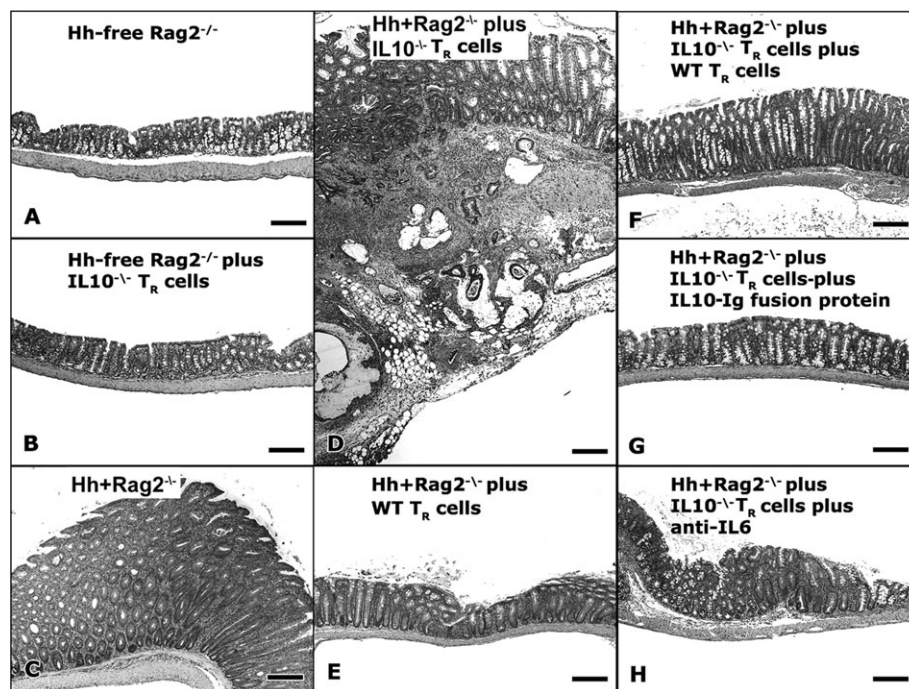 Hh-free Rag2-\-
A
Hh-free Rag2-/- plus
IL10-\- TR cells
B
Hh+Rag2-\-
C
Hh+Rag2-\- plus
IL10-\- TR cells
D
Hh+Rag2-\- plus
WT TR cells
E
Hh+Rag2-\- plus
IL10-\- TR cells plus
WT TR cells
F
Hh+Rag2-\- plus
IL10-\- TR cells-plus
IL10-Ig fusion protein
G
Hh+Rag2-\- plus
IL10-\-TR cells plus
anti-IL6
H